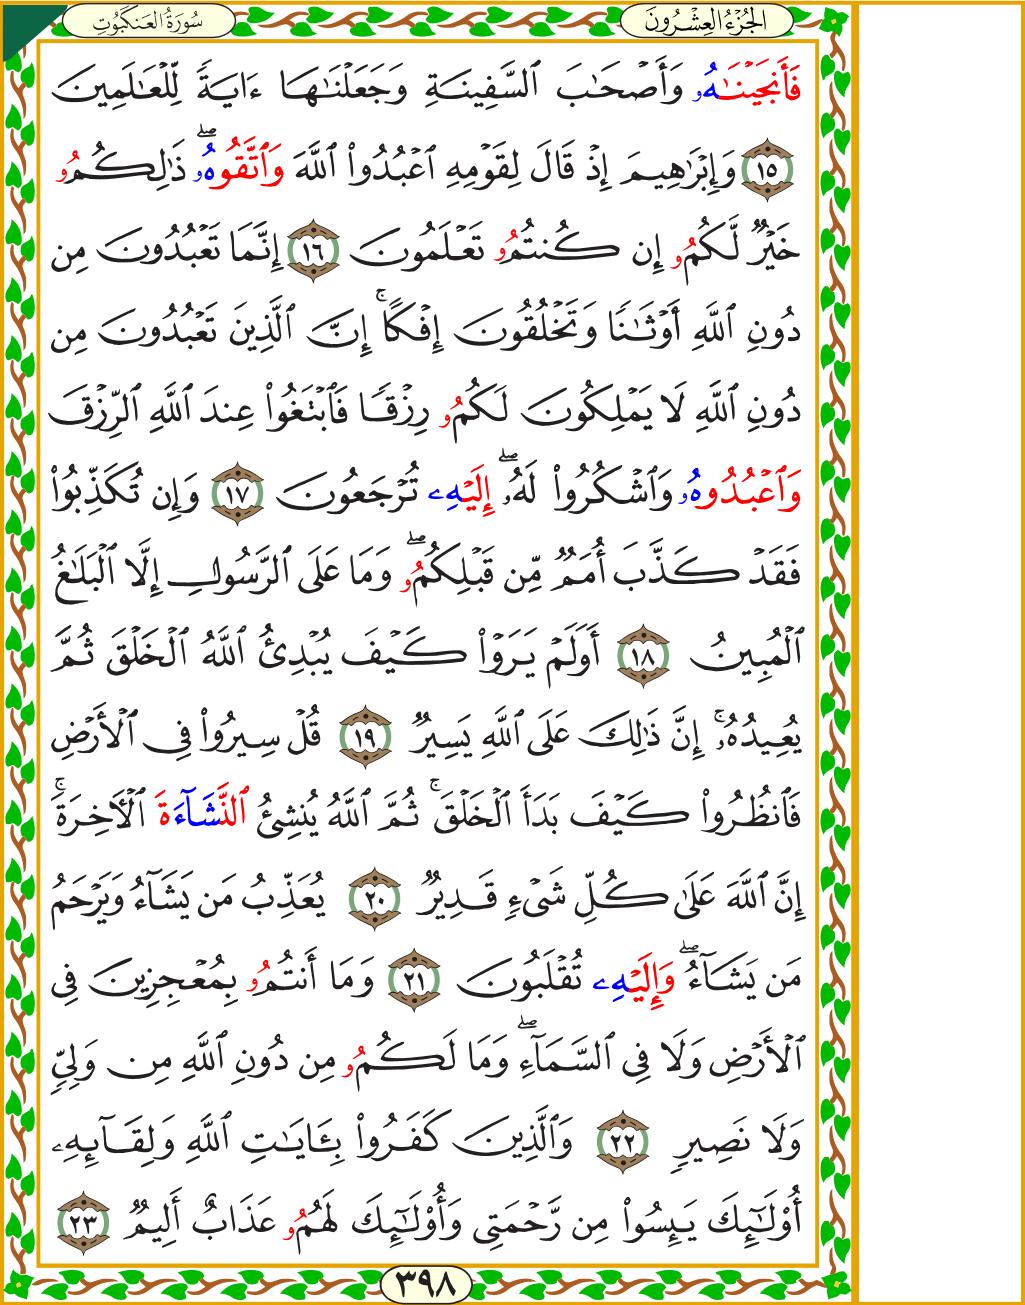 الجُزْءُ العِشْرُونَ
سُورَةُ العَنكَبُوتِ
فَأَنجَيْنَٰهُۥ وَأَصْحَٰبَ ٱلسَّفِينَةِ وَجَعَلْنَٰهَا ءَايَةً لِّلْعَٰلَمِينَ
١٥ وَإِبْرَٰهِيمَ إِذْ قَالَ لِقَوْمِهِ ٱعْبُدُواْ ٱللَّهَ وَٱتَّقُوهُۥۖ ذَٰلِكُمُۥ
خَيْرٌ لَّكُمُۥ إِن كُنتُمُۥ تَعْلَمُونَ ١٦ إِنَّمَا تَعْبُدُونَ مِن
دُونِ ٱللَّهِ أَوْثَٰنًا وَتَخْلُقُونَ إِفْكًاۚ إِنَّ ٱلَّذِينَ تَعْبُدُونَ مِن
دُونِ ٱللَّهِ لَا يَمْلِكُونَ لَكُمُۥ رِزْقًا فَٱبْتَغُواْ عِندَ ٱللَّهِ ٱلرِّزْقَ
وَٱعْبُدُوهُۥ وَٱشْكُرُواْ لَهُۥۖ إِلَيْهِۦ تُرْجَعُونَ ١٧ وَإِن تُكَذِّبُواْ
فَقَدْ كَذَّبَ أُمَمٌ مِّن قَبْلِكُمُۥۖ وَمَا عَلَى ٱلرَّسُولِ إِلَّا ٱلْبَلَٰغُ
ٱلْمُبِينُ ١٨ أَوَلَمْ يَرَوْاْ كَيْفَ يُبْدِئُ ٱللَّهُ ٱلْخَلْقَ ثُمَّ
يُعِيدُهُۥۚ إِنَّ ذَٰلِكَ عَلَى ٱللَّهِ يَسِيرٌ ١٩ قُلْ سِيرُواْ فِي ٱلْأَرْضِ
فَٱنظُرُواْ كَيْفَ بَدَأَ ٱلْخَلْقَۚ ثُمَّ ٱللَّهُ يُنشِئُ ٱلنَّشَآءَةَ ٱلْأٓخِرَةَۚ
إِنَّ ٱللَّهَ عَلَىٰ كُلِّ شَيْءٍ قَدِيرٌ ٢٠ يُعَذِّبُ مَن يَشَآءُ وَيَرْحَمُ
مَن يَشَآءُۖ وَإِلَيْهِۦ تُقْلَبُونَ ٢١ وَمَا أَنتُمُۥ بِمُعْجِزِينَ فِي
ٱلْأَرْضِ وَلَا فِي ٱلسَّمَآءِۖ وَمَا لَكُمُۥ مِن دُونِ ٱللَّهِ مِن وَلِيٍّ
وَلَا نَصِيرٍ ٢٢ وَٱلَّذِينَ كَفَرُواْ بِـَٔايَٰتِ ٱللَّهِ وَلِقَآئِهِۦ
أُوْلَٰٓئِكَ يَئِسُواْ مِن رَّحْمَتِي وَأُوْلَٰٓئِكَ لَهُمُۥ عَذَابٌ أَلِيمٌ ٢٣
٣٩٨